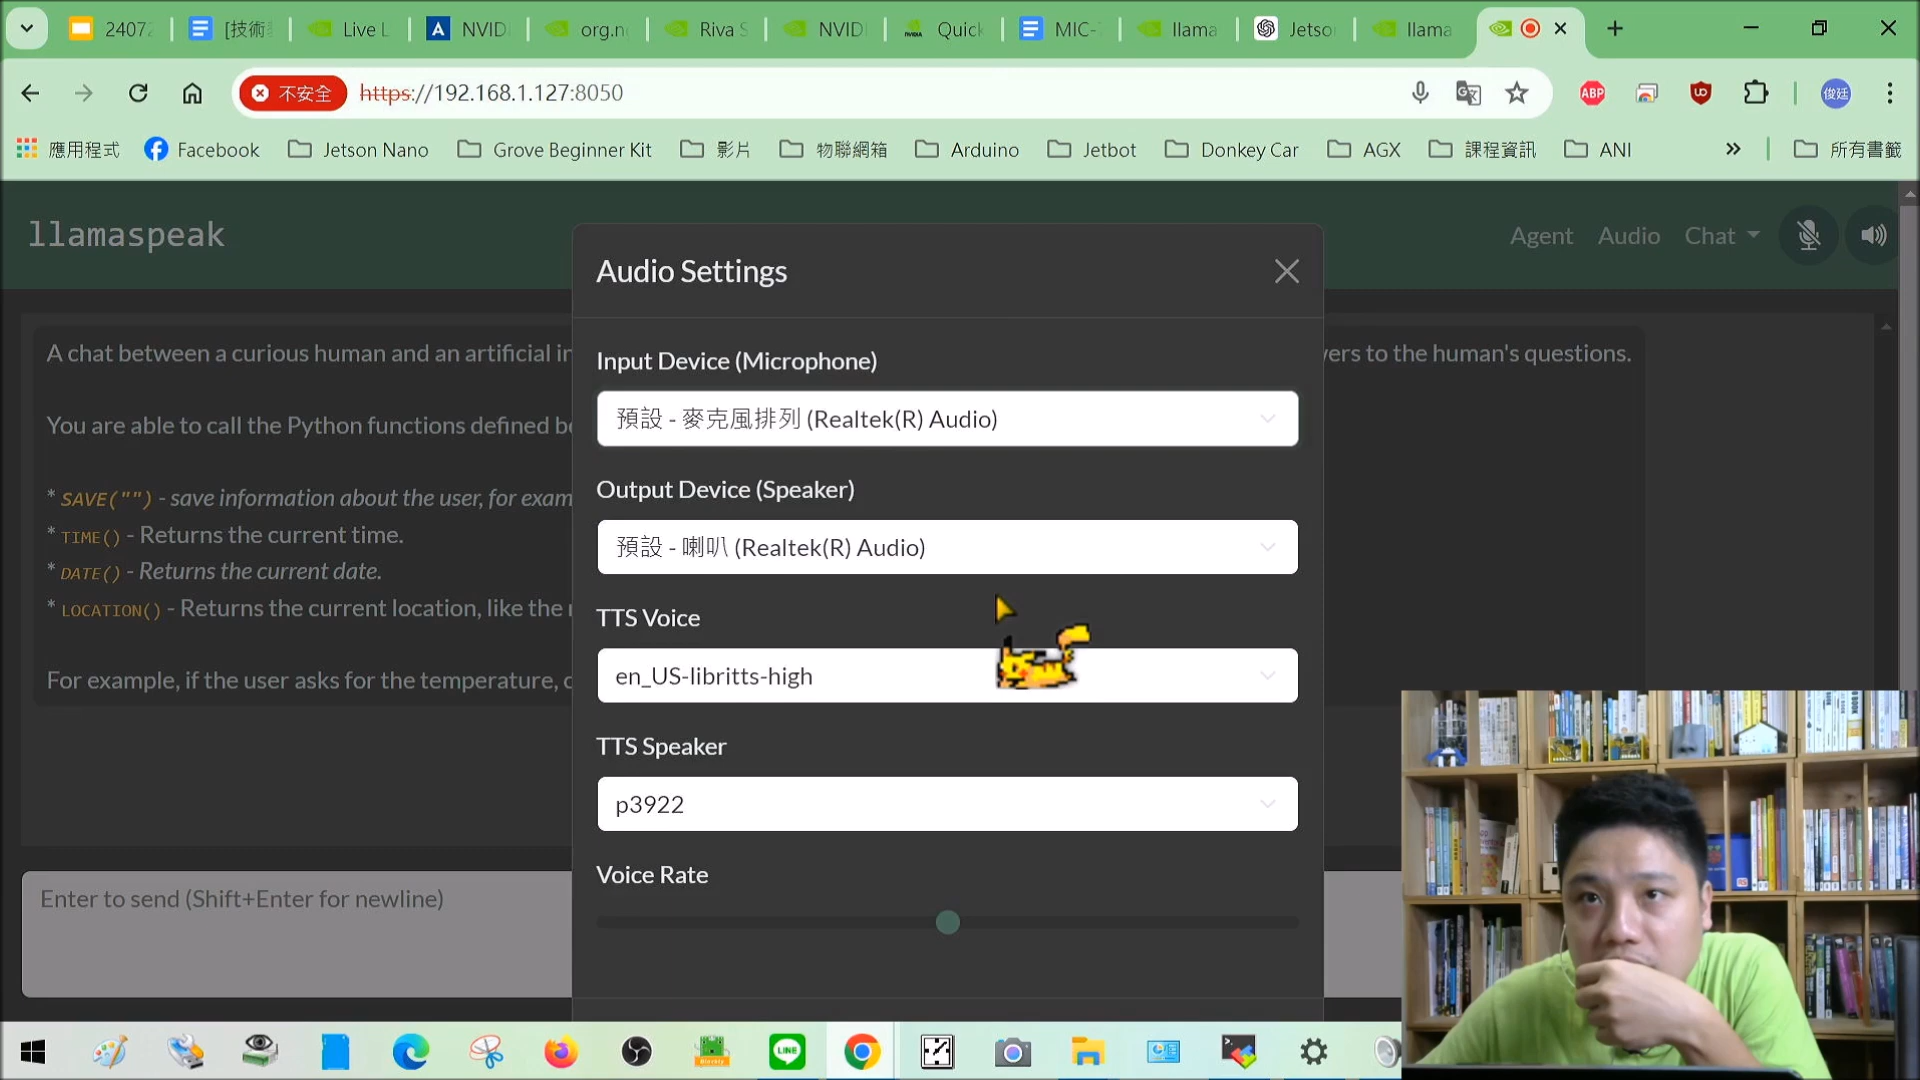 2407
[技術
Live L
NVID
org.n
Riva S
NVID
Quick
MIC-
llama
Jetso
llama
不安全
https://192.168.1.127:8050
ABP
俊廷
應用程式
Facebook
Jetson Nano
Grove Beginner Kit
影片
物聯網箱
Arduino
Jetbot
Donkey Car
AGX
課程資訊
ANI
所有書籤
llamaspeak
Agent
Audio
Chat
Audio Settings
A chat between a curious human and an artificial in
vers to the human's questions.
Input Device (Microphone)
預設 - 麥克風排列 (Realtek(R) Audio)
You are able to call the Python functions defined be
Output Device (Speaker)
* SAVE("") - save information about the user, for exam
* TIME() - Returns the current time.
預設 - 喇叭 (Realtek(R) Audio)
* DATE() - Returns the current date.
* LOCATION() - Returns the current location, like the
TTS Voice
en_US-libritts-high
For example, if the user asks for the temperature,
TTS Speaker
p3922
Voice Rate
Enter to send (Shift+Enter for newline)
LINE